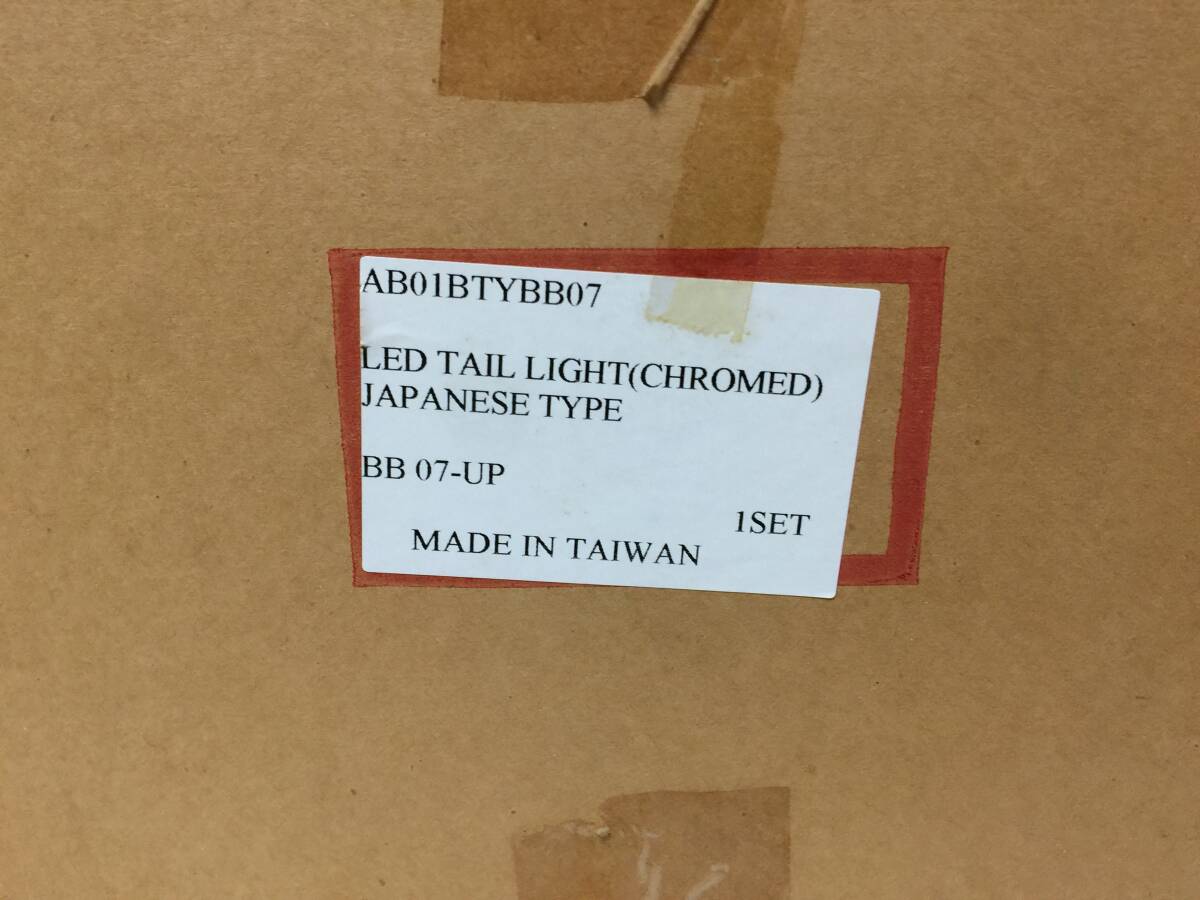 AB01BTYBB07
LED TAIL LIGHT(CHROMED)
JAPANESE TYPE
BB 07-UP
1SET
MADE IN TAIWAN